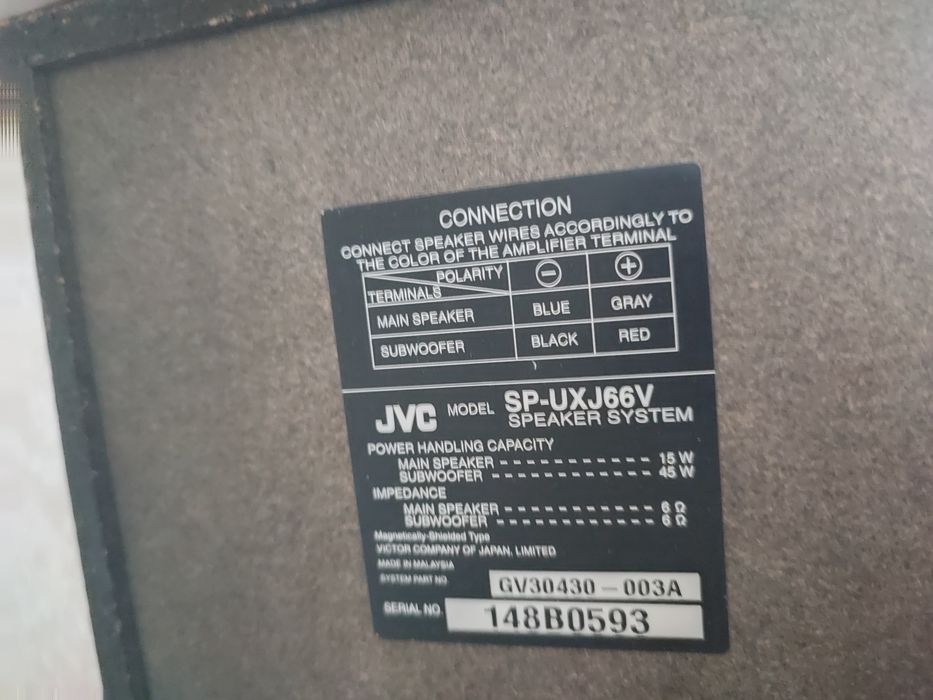 CONNECTION
CONNECT SPEAKER WIRES ACCORDINGLY TO
THE COLOR OF THE AMPLIFIER TERMINAL
POLARITY ⊖ ⊕
TERMINALS
MAIN SPEAKER BLUE GRAY
SUBWOOFER BLACK RED
JVC MODEL SP-UXJ66V
SPEAKER SYSTEM
POWER HANDLING CAPACITY
MAIN SPEAKER - - - - - - - - - - - - 15 W
SUBWOOFER - - - - - - - - - - - - - 45 W
IMPEDANCE
MAIN SPEAKER - - - - - - - - - - - - 6 Ω
SUBWOOFER - - - - - - - - - - - - - 6 Ω
Magnetically-Shielded Type
VICTOR COMPANY OF JAPAN, LIMITED
MADE IN MALAYSIA
SYSTEM PART NO. GV30430-003A
SERIAL NO. 148B0593